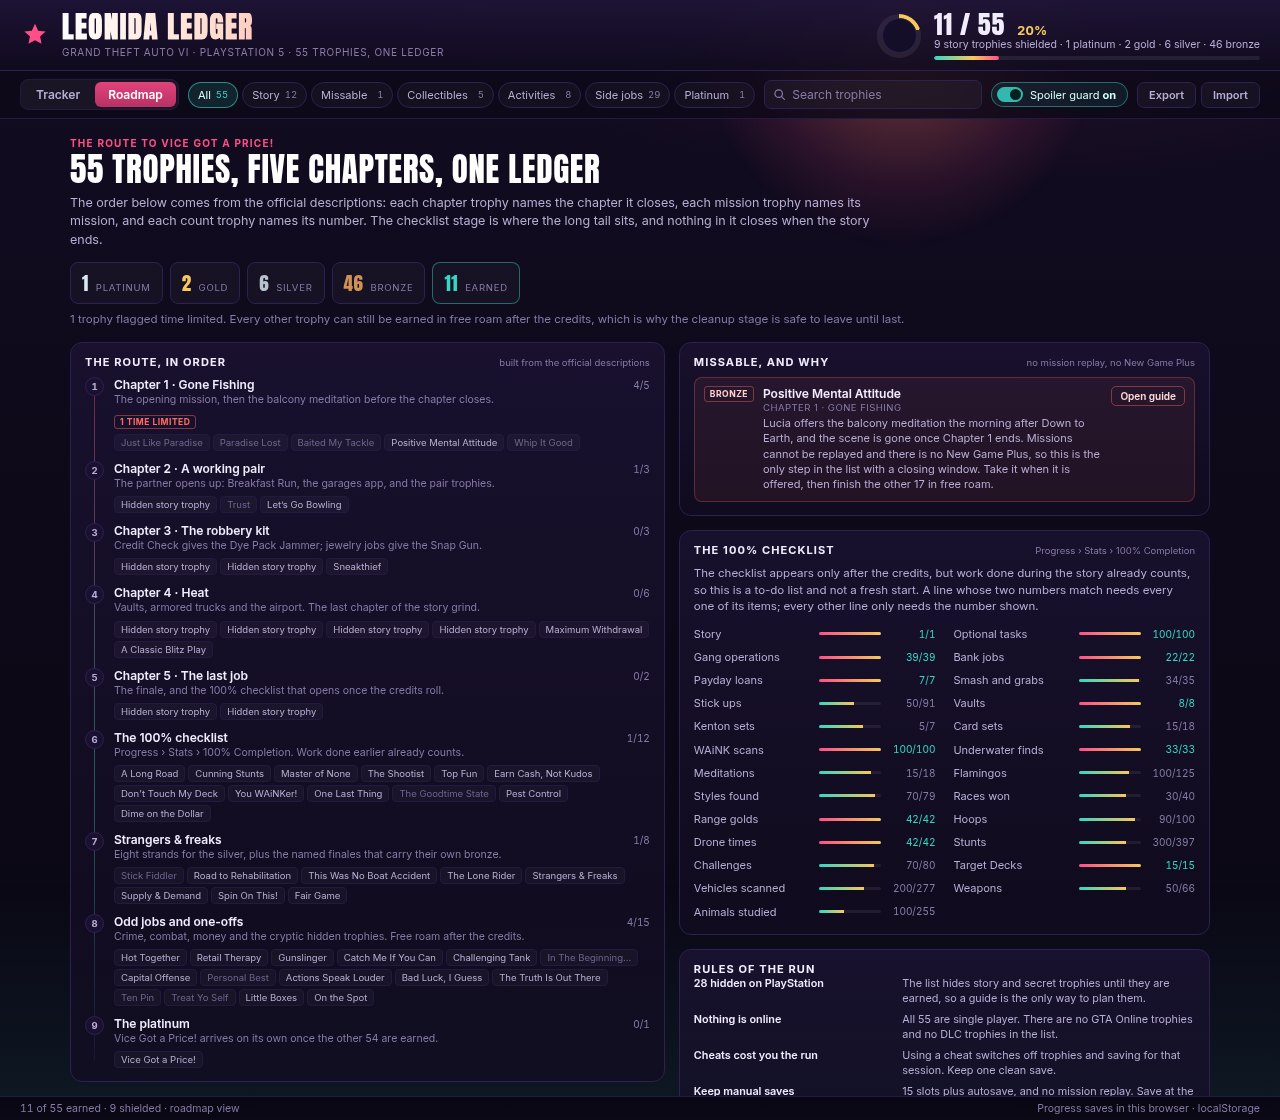 LEONIDA LEDGER
GRAND THEFT AUTO VI · PLAYSTATION 5 · 55 TROPHIES, ONE LEDGER
11 / 55 20%
9 story trophies shielded · 1 platinum · 2 gold · 6 silver · 46 bronze
Tracker Roadmap All 55 Story 12 Missable 1 Collectibles 5 Activities 8 Side jobs 29 Platinum 1 Search trophies Spoiler guard on Export Import
THE ROUTE TO VICE GOT A PRICE!
55 TROPHIES, FIVE CHAPTERS, ONE LEDGER
The order below comes from the official descriptions: each chapter trophy names the chapter it closes, each mission trophy names its
mission, and each count trophy names its number. The checklist stage is where the long tail sits, and nothing in it closes when the story
ends.
1 PLATINUM 2 GOLD 6 SILVER 46 BRONZE 11 EARNED
1 trophy flagged time limited. Every other trophy can still be earned in free roam after the credits, which is why the cleanup stage is safe to leave until last.
THE ROUTE, IN ORDER built from the official descriptions
1 Chapter 1 · Gone Fishing 4/5
The opening mission, then the balcony meditation before the chapter closes.
1 TIME LIMITED
Just Like Paradise Paradise Lost Baited My Tackle Positive Mental Attitude Whip It Good
2 Chapter 2 · A working pair 1/3
The partner opens up: Breakfast Run, the garages app, and the pair trophies.
Hidden story trophy Trust Let's Go Bowling
3 Chapter 3 · The robbery kit 0/3
Credit Check gives the Dye Pack Jammer; jewelry jobs give the Snap Gun.
Hidden story trophy Hidden story trophy Sneakthief
4 Chapter 4 · Heat 0/6
Vaults, armored trucks and the airport. The last chapter of the story grind.
Hidden story trophy Hidden story trophy Hidden story trophy Hidden story trophy Maximum Withdrawal
A Classic Blitz Play
5 Chapter 5 · The last job 0/2
The finale, and the 100% checklist that opens once the credits roll.
Hidden story trophy Hidden story trophy
6 The 100% checklist 1/12
Progress › Stats › 100% Completion. Work done earlier already counts.
A Long Road Cunning Stunts Master of None The Shootist Top Fun Earn Cash, Not Kudos
Don't Touch My Deck You WAiNKer! One Last Thing The Goodtime State Pest Control
Dime on the Dollar
7 Strangers & freaks 1/8
Eight strands for the silver, plus the named finales that carry their own bronze.
Stick Fiddler Road to Rehabilitation This Was No Boat Accident The Lone Rider Strangers & Freaks
Supply & Demand Spin On This! Fair Game
8 Odd jobs and one-offs 4/15
Crime, combat, money and the cryptic hidden trophies. Free roam after the credits.
Hot Together Retail Therapy Gunslinger Catch Me If You Can Challenging Tank In The Beginning...
Capital Offense Personal Best Actions Speak Louder Bad Luck, I Guess The Truth Is Out There
Ten Pin Treat Yo Self Little Boxes On the Spot
9 The platinum 0/1
Vice Got a Price! arrives on its own once the other 54 are earned.
Vice Got a Price!
MISSABLE, AND WHY no mission replay, no New Game Plus
BRONZE Positive Mental Attitude Open guide
CHAPTER 1 · GONE FISHING
Lucia offers the balcony meditation the morning after Down to
Earth, and the scene is gone once Chapter 1 ends. Missions
cannot be replayed and there is no New Game Plus, so this is the
only step in the list with a closing window. Take it when it is
offered, then finish the other 17 in free roam.
THE 100% CHECKLIST Progress › Stats › 100% Completion
The checklist appears only after the credits, but work done during the story already counts,
so this is a to-do list and not a fresh start. A line whose two numbers match needs every
one of its items; every other line only needs the number shown.
Story 1/1 Optional tasks 100/100
Gang operations 39/39 Bank jobs 22/22
Payday loans 7/7 Smash and grabs 34/35
Stick ups 50/91 Vaults 8/8
Kenton sets 5/7 Card sets 15/18
WAiNK scans 100/100 Underwater finds 33/33
Meditations 15/18 Flamingos 100/125
Styles found 70/79 Races won 30/40
Range golds 42/42 Hoops 90/100
Drone times 42/42 Stunts 300/397
Challenges 70/80 Target Decks 15/15
Vehicles scanned 200/277 Weapons 50/66
Animals studied 100/255
RULES OF THE RUN
28 hidden on PlayStation The list hides story and secret trophies until they are
earned, so a guide is the only way to plan them.
Nothing is online All 55 are single player. There are no GTA Online trophies
and no DLC trophies in the list.
Cheats cost you the run Using a cheat switches off trophies and saving for that
session. Keep one clean save.
Keep manual saves 15 slots plus autosave, and no mission replay. Save at the
11 of 55 earned · 9 shielded · roadmap view Progress saves in this browser · localStorage